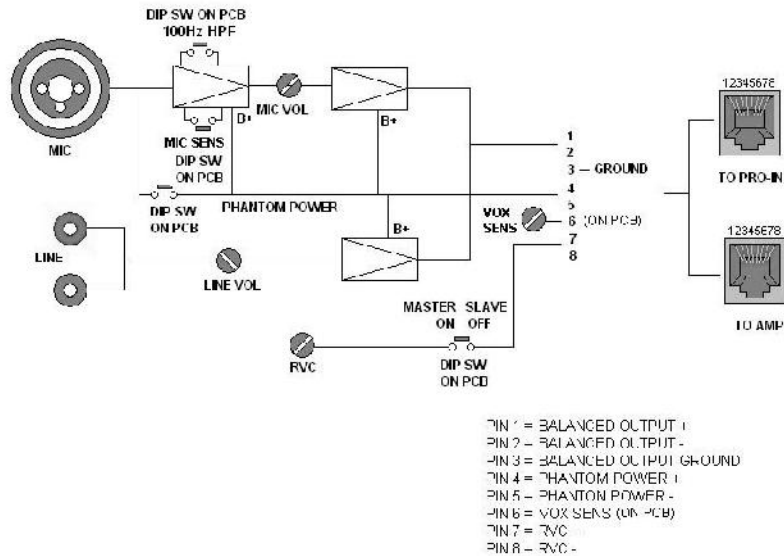 DIP SW ON PCB
100Hz HPF
MIC
MIC SENS
DIP SW
ON PCB
B+
MIC VOL
B+
DIP SW
ON PCB
PHANTOM POWER
LINE
LINE VOL
B+
VOX
SENS
1
2
3 – GROUND
4
5
6 (ON PCB)
7
8
MASTER SLAVE
ON OFF
DIP SW
ON PCB
RVC
12345678
TO PRO-IN
12345678
TO AMP
PIN 1 = BALANCED OUTPUT +
PIN 2 = BALANCED OUTPUT -
PIN 3 = BALANCED OUTPUT GROUND
PIN 4 = PHANTOM POWER +
PIN 5 = PHANTON POWER -
PIN 6 = VOX SENS (ON PCB)
PIN 7 = RVC
PIN 8 = RVC -